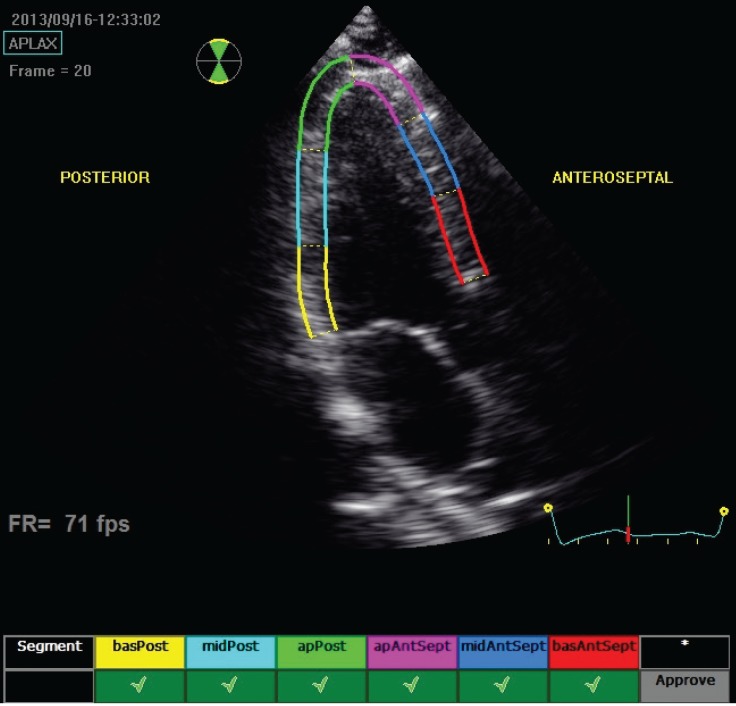 2013/09/16-12:33:02
APLAX
Frame = 20
POSTERIOR
ANTEROSEPTAL
FR= 71 fps
Segment basPost midPost apPost apAntSept midAntSept basAntSept *
Approve